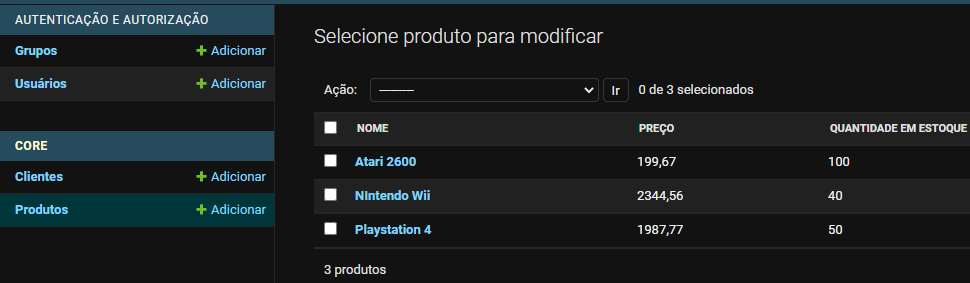 AUTENTICAÇÃO E AUTORIZAÇÃO
Grupos + Adicionar
Usuários + Adicionar
CORE
Clientes + Adicionar
Produtos + Adicionar
Selecione produto para modificar
Ação: --------- Ir 0 de 3 selecionados
NOME PREÇO QUANTIDADE EM ESTOQUE
Atari 2600 199,67 100
NIntendo Wii 2344,56 40
Playstation 4 1987,77 50
3 produtos